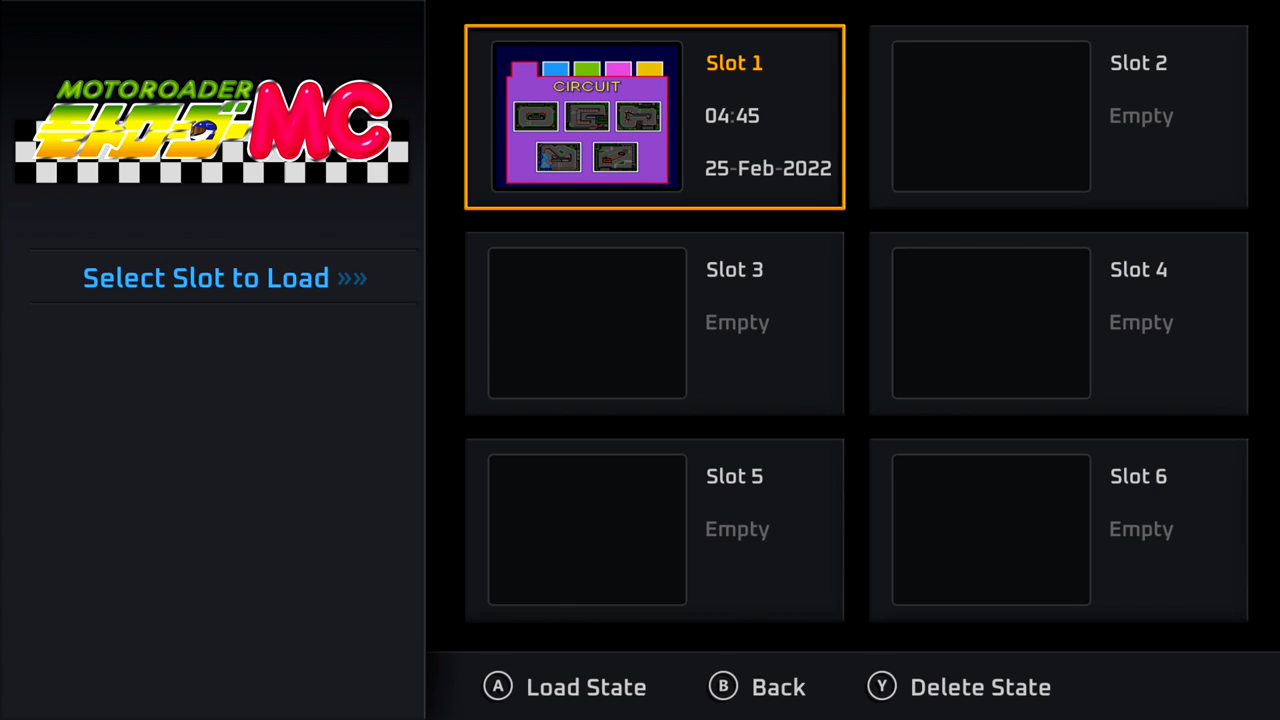 MOTOROADER
モトローダーMC
Select Slot to Load »»
CIRCUIT
Slot 1
04:45
25-Feb-2022
Slot 2
Empty
Slot 3
Empty
Slot 4
Empty
Slot 5
Empty
Slot 6
Empty
A Load State
B Back
Y Delete State